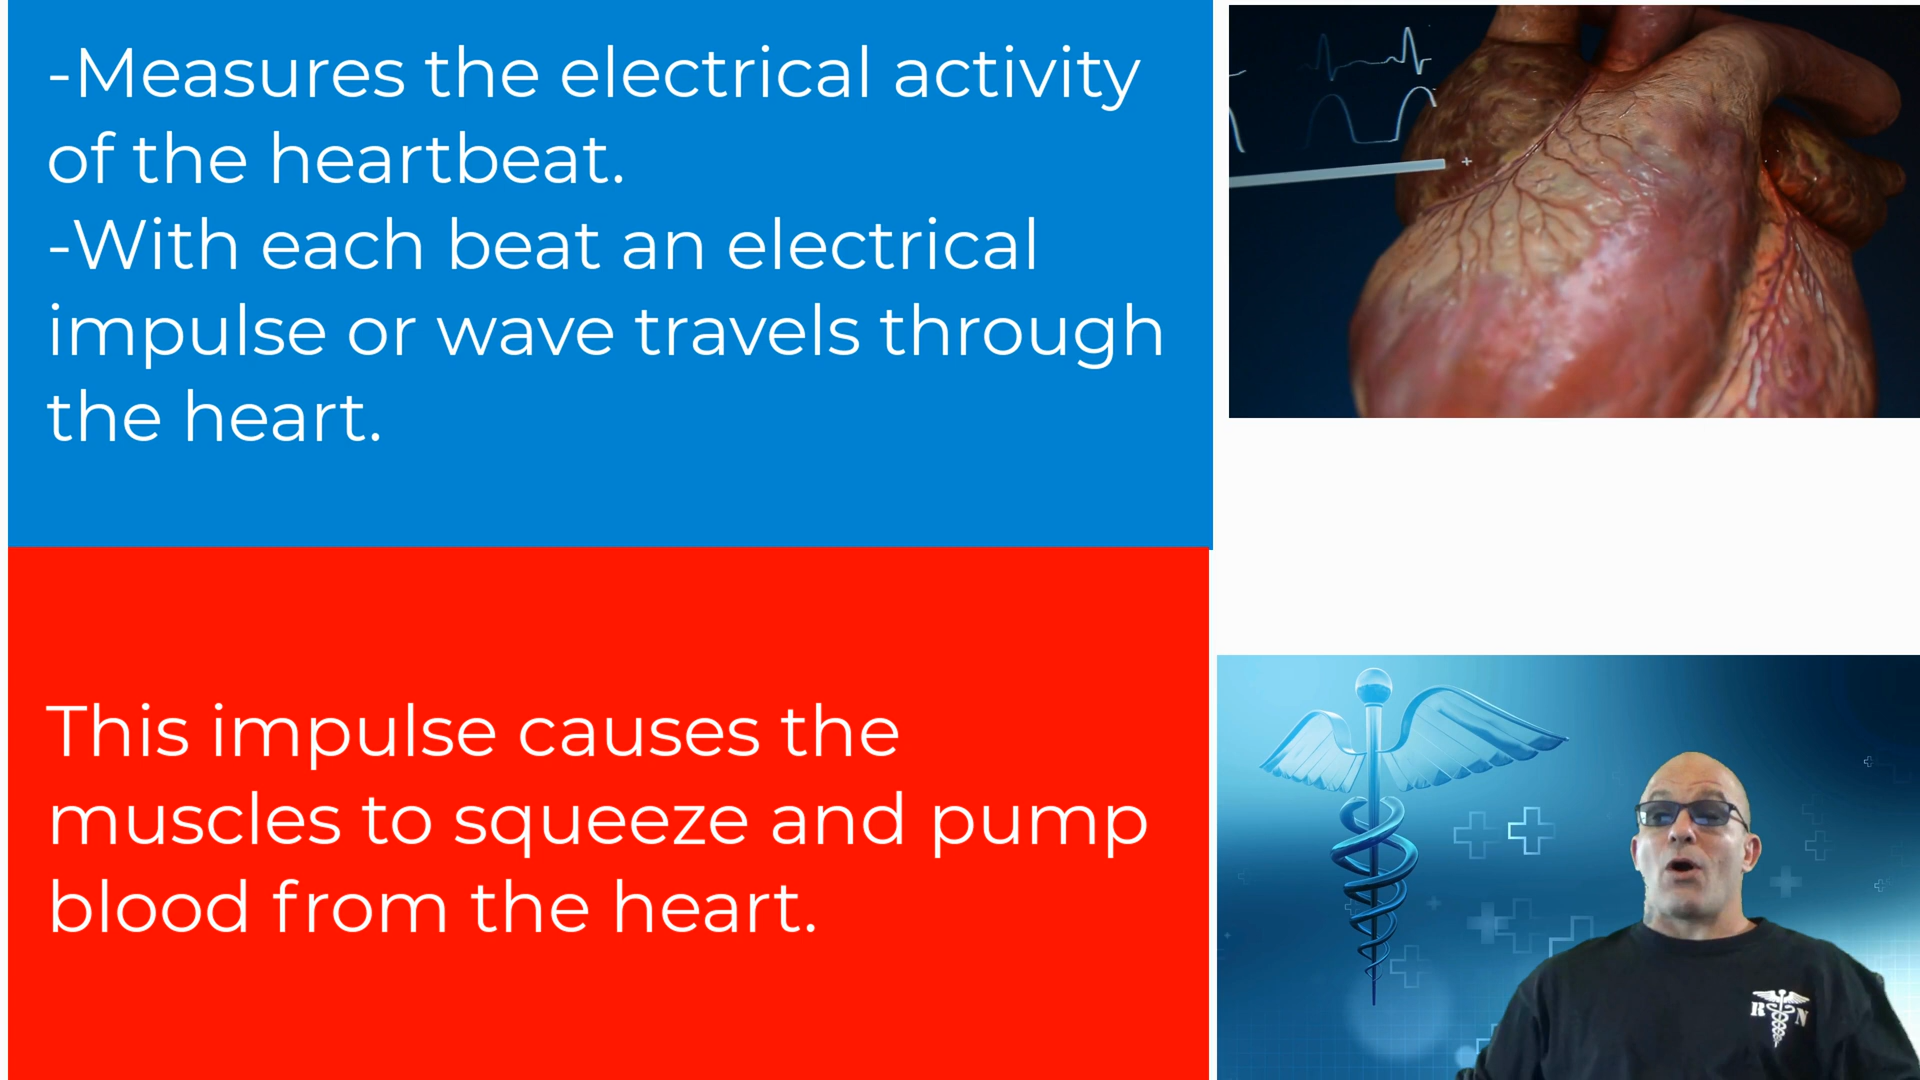 -Measures the electrical activity
of the heartbeat.
-With each beat an electrical
impulse or wave travels through
the heart.
This impulse causes the
muscles to squeeze and pump
blood from the heart.
R N